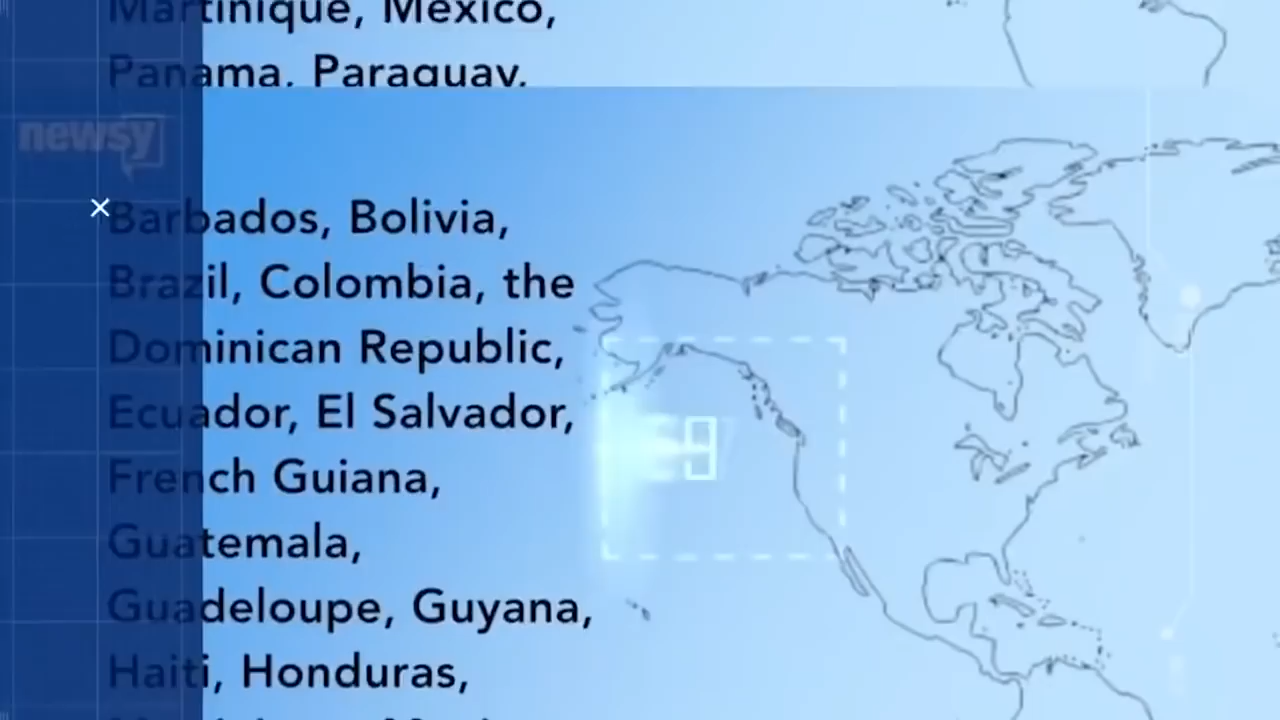 Martinique, Mexico,
Panama, Paraguay,
newsy
Barbados, Bolivia,
Brazil, Colombia, the
Dominican Republic,
Ecuador, El Salvador,
French Guiana,
Guatemala,
Guadeloupe, Guyana,
Haiti, Honduras,